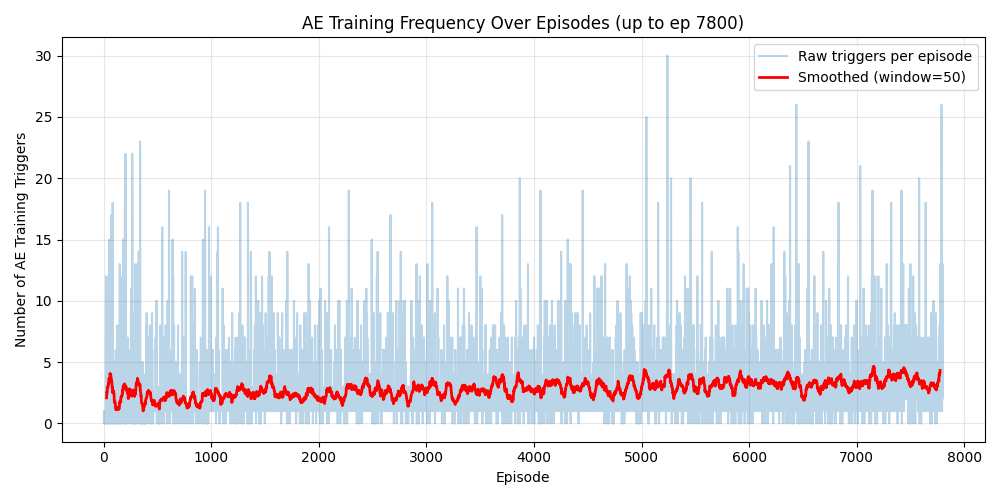 AE Training Frequency Over Episodes (up to ep 7800)
Raw triggers per episode
Smoothed (window=50)
Number of AE Training Triggers
30
25
20
15
10
5
0
0 1000 2000 3000 4000 5000 6000 7000 8000
Episode